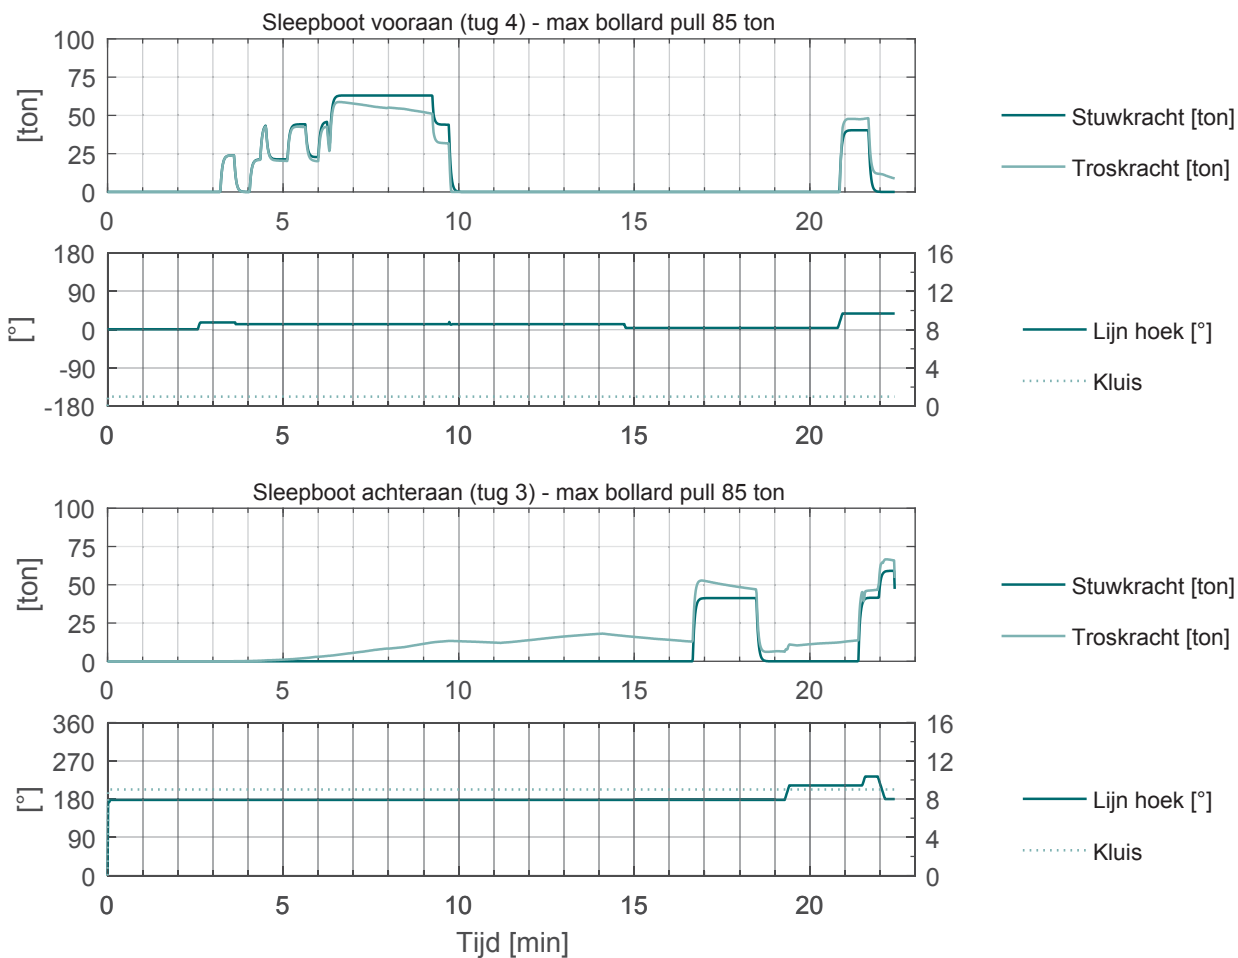 Sleepboot vooraan (tug 4) - max bollard pull 85 ton
100
75
50
25
0
[ton]
0 5 10 15 20
Stuwkracht [ton]
Troskracht [ton]
180
90
0
-90
-180
[°]
16
12
8
4
0
0 5 10 15 20
Lijn hoek [°]
Kluis
Sleepboot achteraan (tug 3) - max bollard pull 85 ton
100
75
50
25
0
[ton]
0 5 10 15 20
Stuwkracht [ton]
Troskracht [ton]
360
270
180
90
0
[°]
16
12
8
4
0
0 5 10 15 20
Lijn hoek [°]
Kluis
Tijd [min]